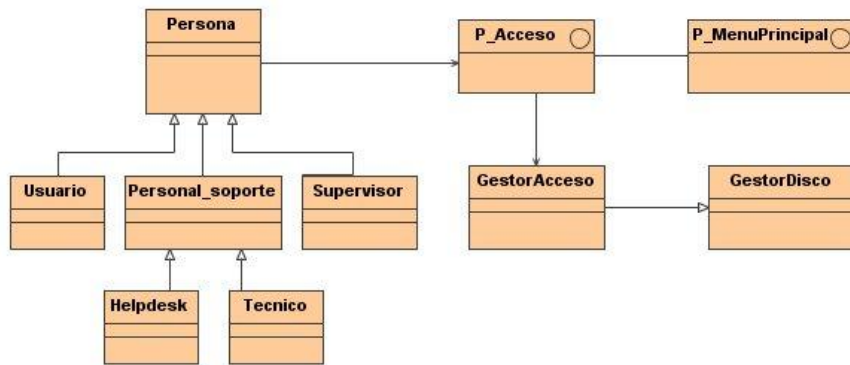 Persona
P_Acceso
P_MenuPrincipal
Usuario
Personal_soporte
Supervisor
GestorAcceso
GestorDisco
Helpdesk
Tecnico